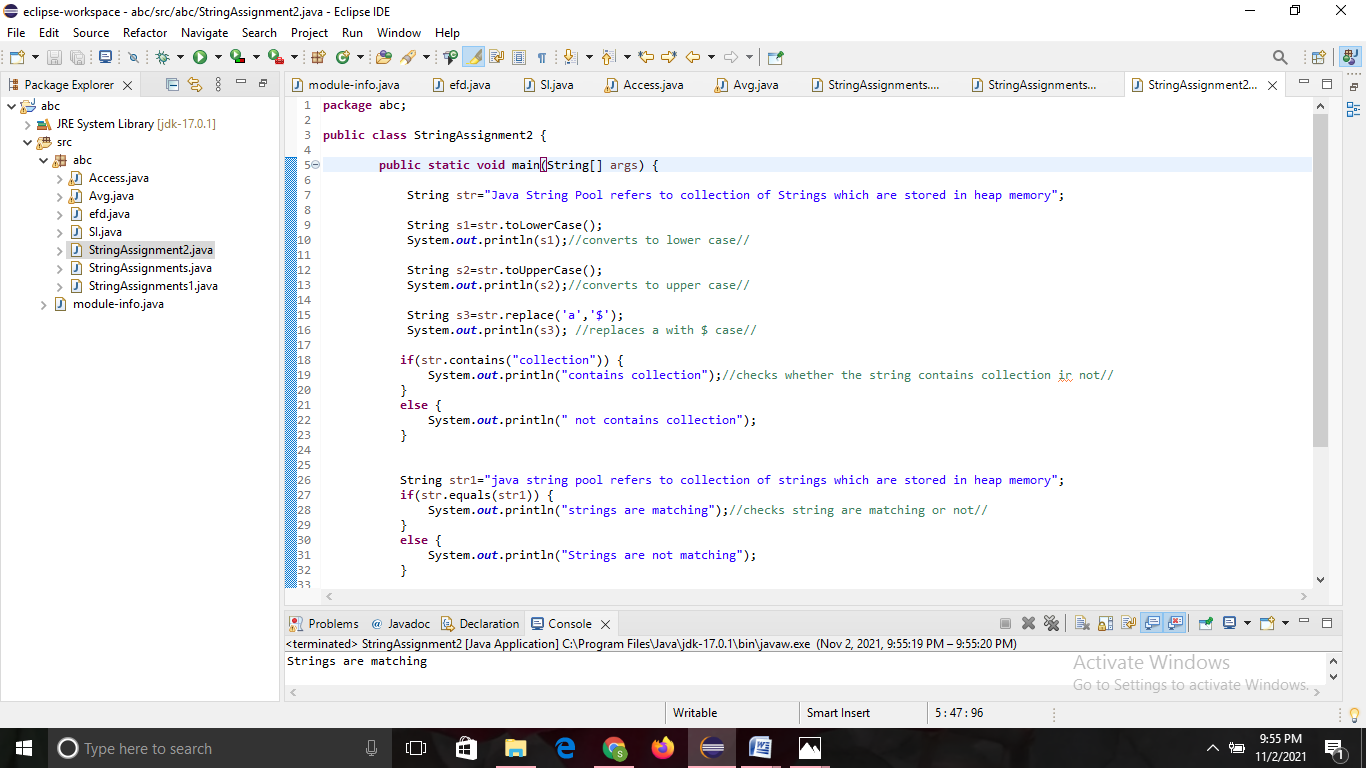 eclipse-workspace - abc/src/abc/StringAssignment2.java - Eclipse IDE
File Edit Source Refactor Navigate Search Project Run Window Help
Package Explorer
module-info.java efd.java SI.java Access.java Avg.java StringAssignments.... StringAssignments... StringAssignment2...
abc
JRE System Library [jdk-17.0.1]
src
abc
Access.java
Avg.java
efd.java
SI.java
StringAssignment2.java
StringAssignments.java
StringAssignments1.java
module-info.java
1 package abc;
2
3 public class StringAssignment2 {
4
5 public static void main(String[] args) {
6
7 String str="Java String Pool refers to collection of Strings which are stored in heap memory";
8
9 String s1=str.toLowerCase();
10 System.out.println(s1);//converts to lower case//
11
12 String s2=str.toUpperCase();
13 System.out.println(s2);//converts to upper case//
14
15 String s3=str.replace('a','$');
16 System.out.println(s3); //replaces a with $ case//
17
18 if(str.contains("collection")) {
19 System.out.println("contains collection");//checks whether the string contains collection ir not//
20 }
21 else {
22 System.out.println(" not contains collection");
23 }
24
25
26 String str1="java string pool refers to collection of strings which are stored in heap memory";
27 if(str.equals(str1)) {
28 System.out.println("strings are matching");//checks string are matching or not//
29 }
30 else {
31 System.out.println("Strings are not matching");
32 }
33
Problems Javadoc Declaration Console
<terminated> StringAssignment2 [Java Application] C:\Program Files\Java\jdk-17.0.1\bin\javaw.exe (Nov 2, 2021, 9:55:19 PM – 9:55:20 PM)
Strings are matching
Activate Windows
Go to Settings to activate Windows.
Writable Smart Insert 5 : 47 : 96
Type here to search
9:55 PM
11/2/2021
1